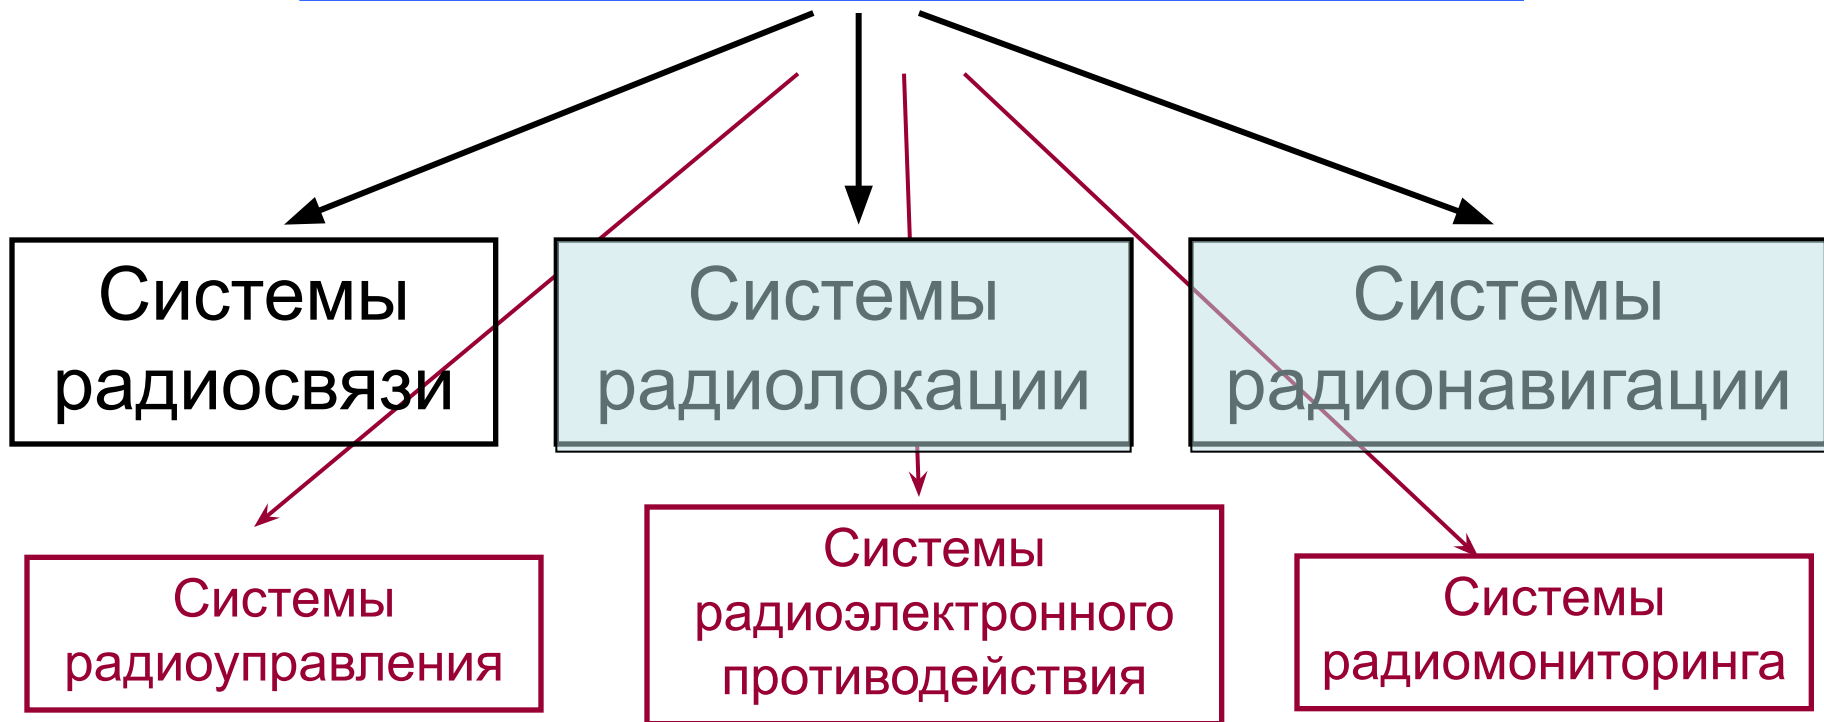 Системы
радиосвязи
Системы
радиолокации
Системы
радионавигации
Системы
радиоуправления
Системы
радиоэлектронного
противодействия
Системы
радиомониторинга